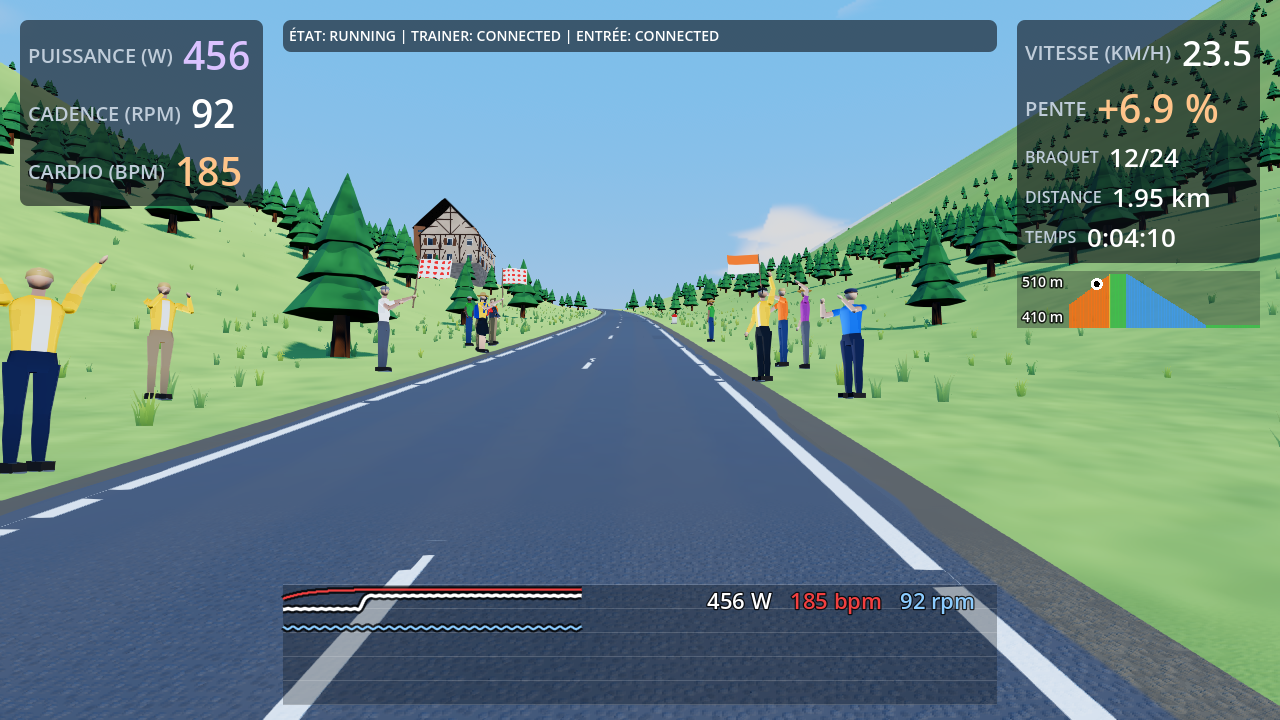 PUISSANCE (W) 456
CADENCE (RPM) 92
CARDIO (BPM) 185
ÉTAT: RUNNING | TRAINER: CONNECTED | ENTRÉE: CONNECTED
VITESSE (KM/H) 23.5
PENTE +6.9 %
BRAQUET 12/24
DISTANCE 1.95 km
TEMPS 0:04:10
510 m
410 m
456 W 185 bpm 92 rpm